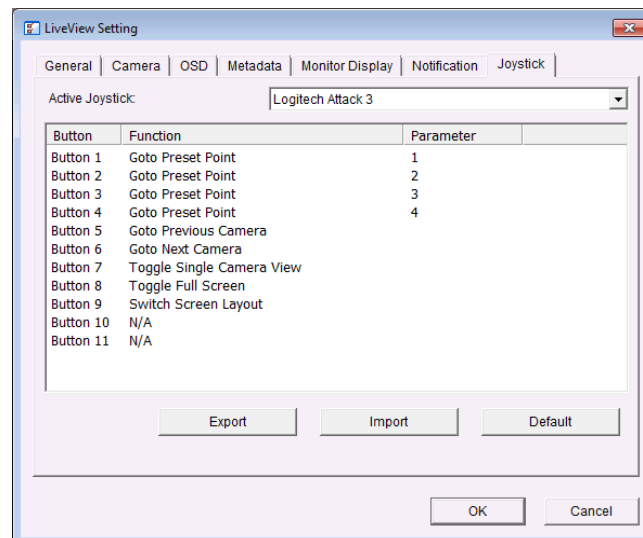 LiveView Setting
General Camera OSD Metadata Monitor Display Notification Joystick
Active Joystick: Logitech Attack 3
Button Function Parameter
Button 1 Goto Preset Point 1
Button 2 Goto Preset Point 2
Button 3 Goto Preset Point 3
Button 4 Goto Preset Point 4
Button 5 Goto Previous Camera
Button 6 Goto Next Camera
Button 7 Toggle Single Camera View
Button 8 Toggle Full Screen
Button 9 Switch Screen Layout
Button 10 N/A
Button 11 N/A
Export Import Default
OK Cancel